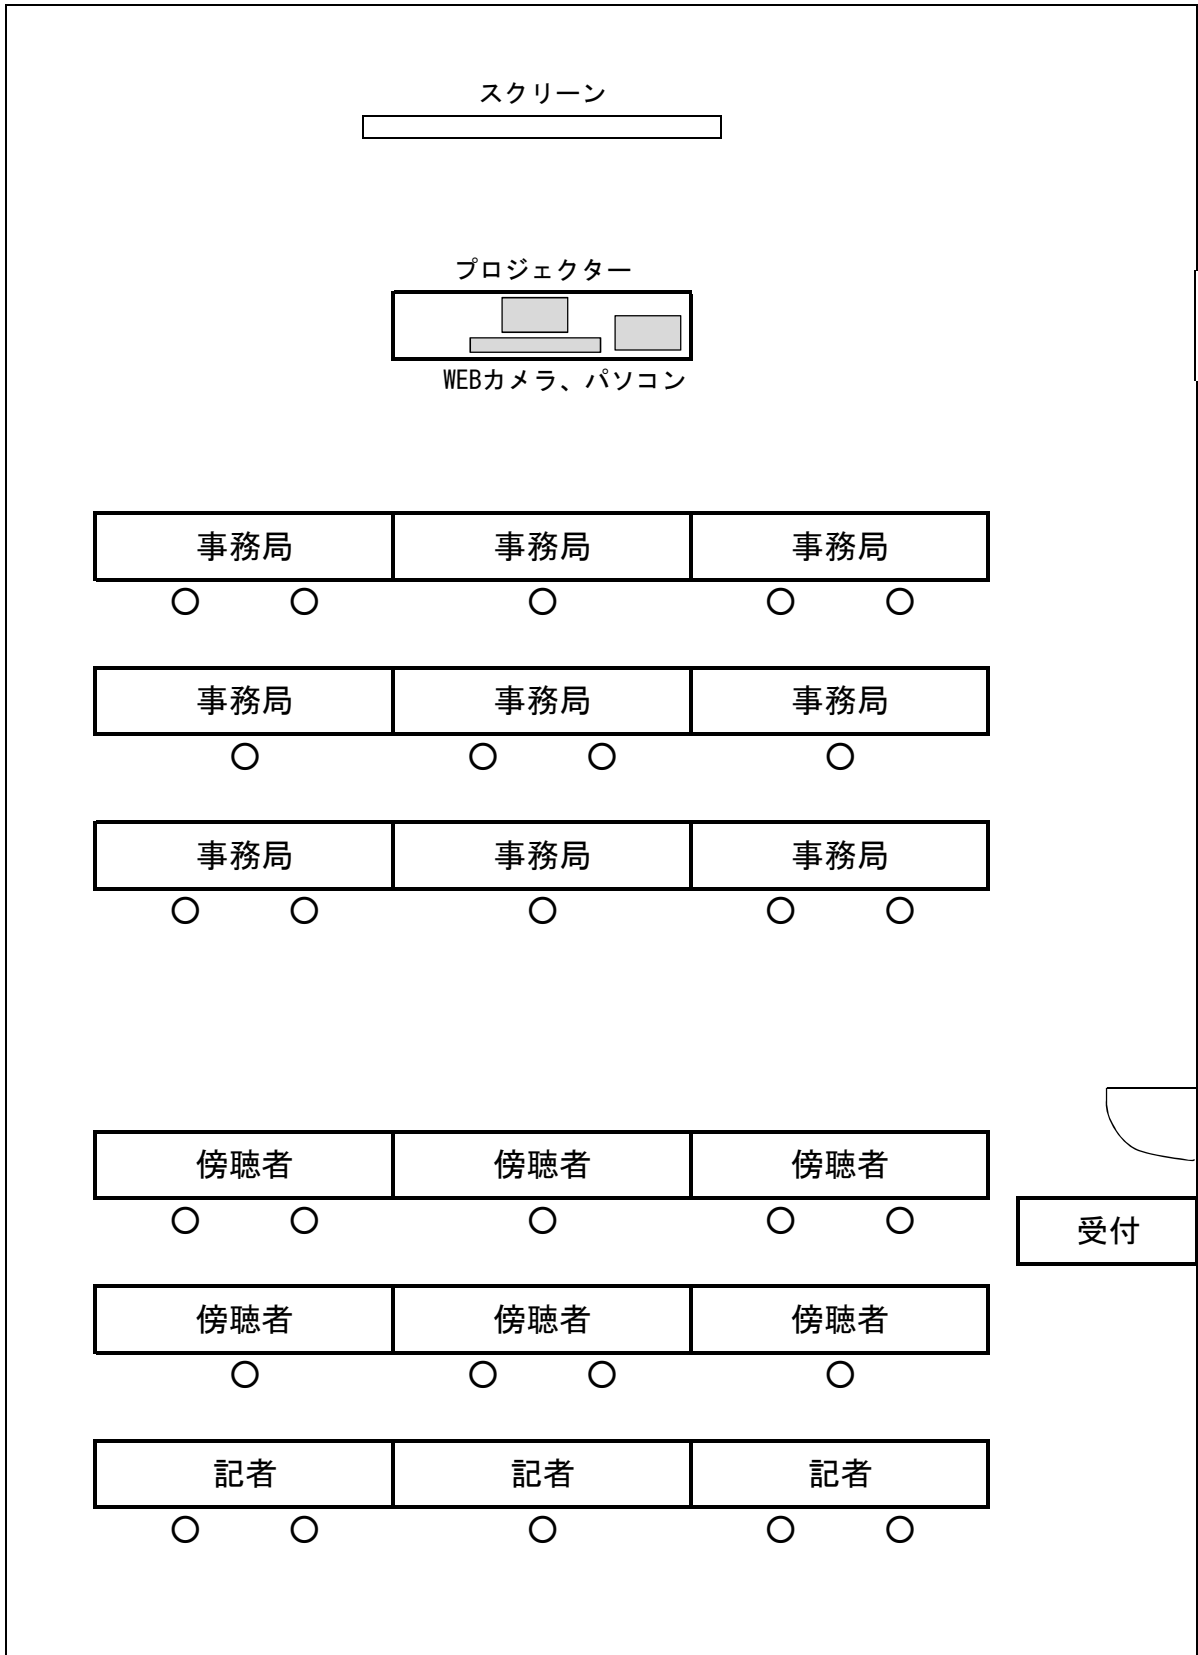 スクリーン
プロジェクター
WEBカメラ、パソコン
事務局 事務局 事務局
事務局 事務局 事務局
事務局 事務局 事務局
傍聴者 傍聴者 傍聴者
受付
傍聴者 傍聴者 傍聴者
記者 記者 記者